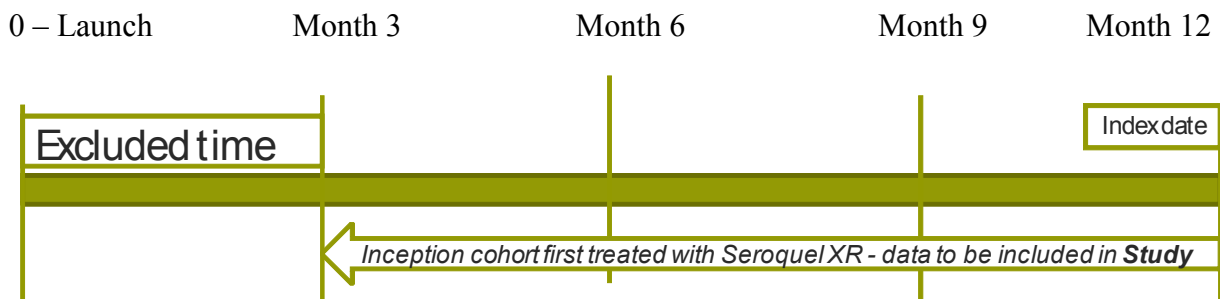 0 – Launch Month 3 Month 6 Month 9 Month 12
Index date
Excluded time
Inception cohort first treated with Seroquel XR - data to be included in Study